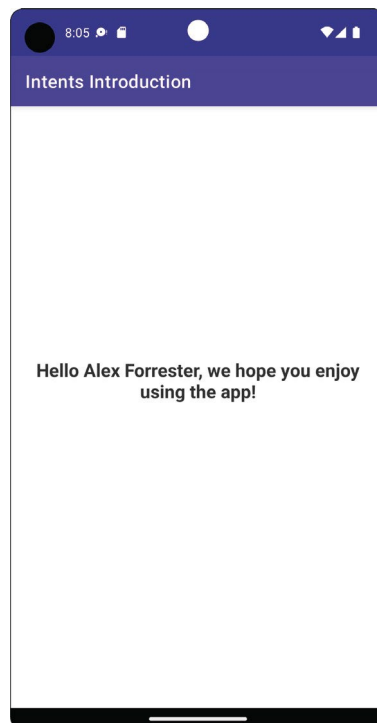 8:05
Intents Introduction
Hello Alex Forrester, we hope you enjoy
using the app!